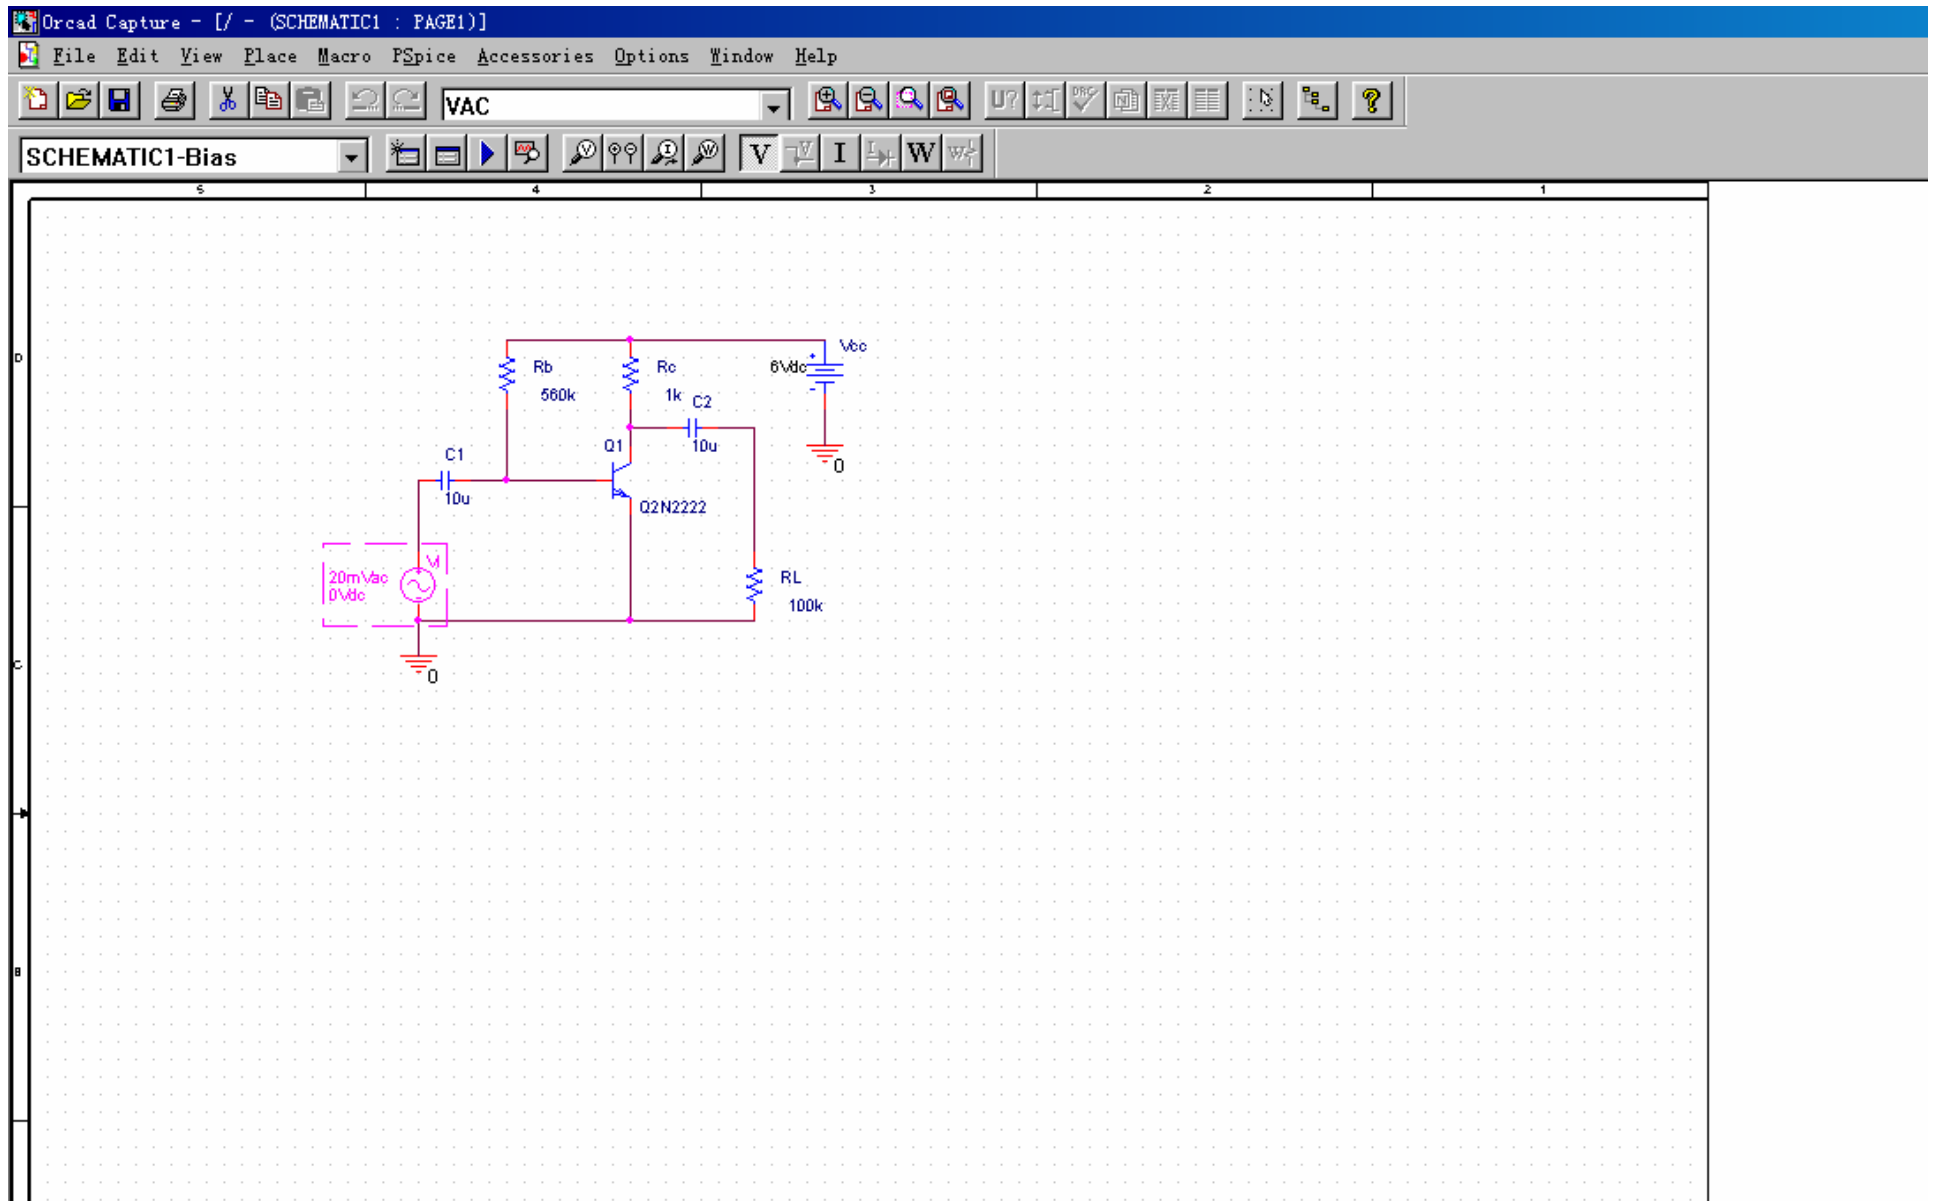 Orcad Capture - [/ - (SCHEMATIC1 : PAGE1)]
File Edit View Place Macro PSpice Accessories Options Window Help
VAC
U?
DRC
SCHEMATIC1-Bias
V I W
5 4 3 2 1
D
C
B
Vcc
6Vdc
Rb
560k
Rc
1k
C2
10u
Q1
C1
10u
Q2N2222
0
Vi
20mVac
0Vdc
RL
100k
0